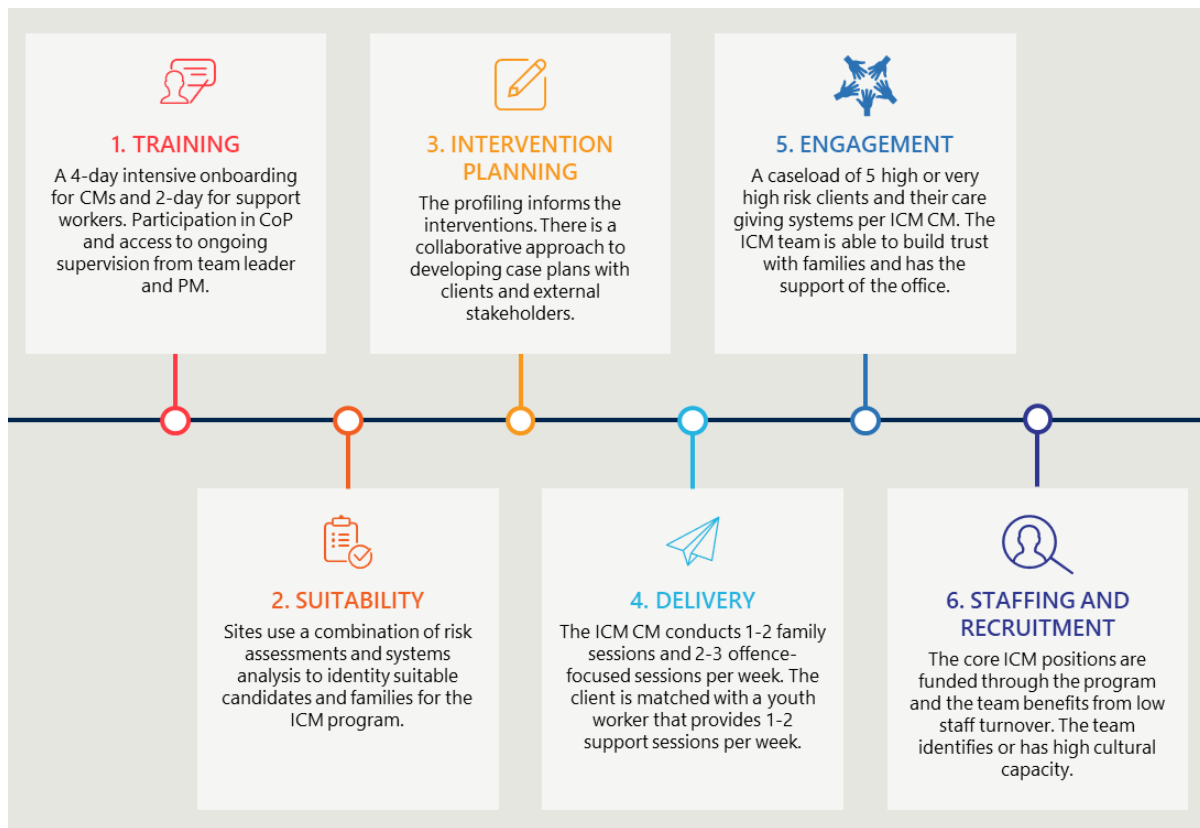 1. TRAINING
A 4-day intensive onboarding
for CMs and 2-day for support
workers. Participation in CoP
and access to ongoing
supervision from team leader
and PM.
2. SUITABILITY
Sites use a combination of risk
assessments and systems
analysis to identity suitable
candidates and families for the
ICM program.
3. INTERVENTION
PLANNING
The profiling informs the
interventions. There is a
collaborative approach to
developing case plans with
clients and external
stakeholders.
4. DELIVERY
The ICM CM conducts 1-2 family
sessions and 2-3 offence-
focused sessions per week. The
client is matched with a youth
worker that provides 1-2
support sessions per week.
5. ENGAGEMENT
A caseload of 5 high or very
high risk clients and their care
giving systems per ICM CM. The
ICM team is able to build trust
with families and has the
support of the office.
6. STAFFING AND
RECRUITMENT
The core ICM positions are
funded through the program
and the team benefits from low
staff turnover. The team
identifies or has high cultural
capacity.